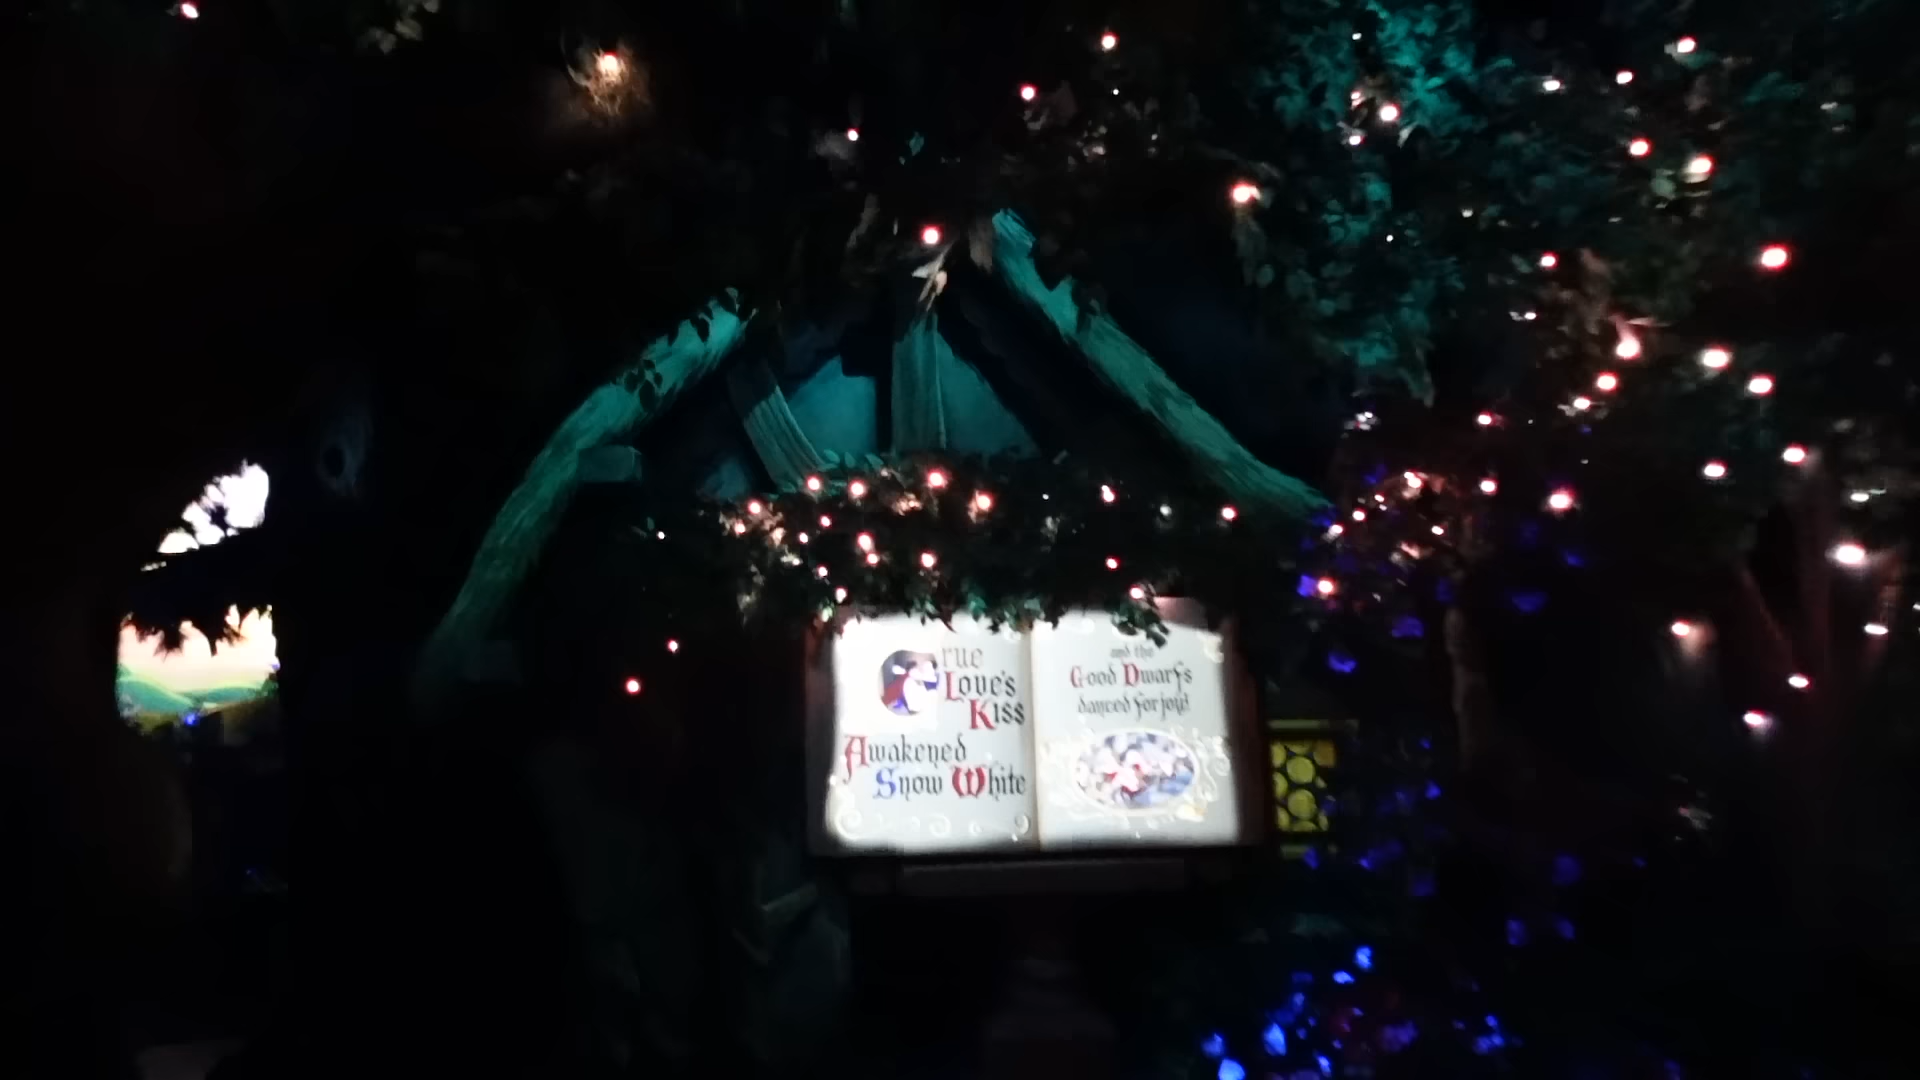 True
Love's
Kiss
Awakened
Snow White
and the
Good Dwarfs
danced for joy!